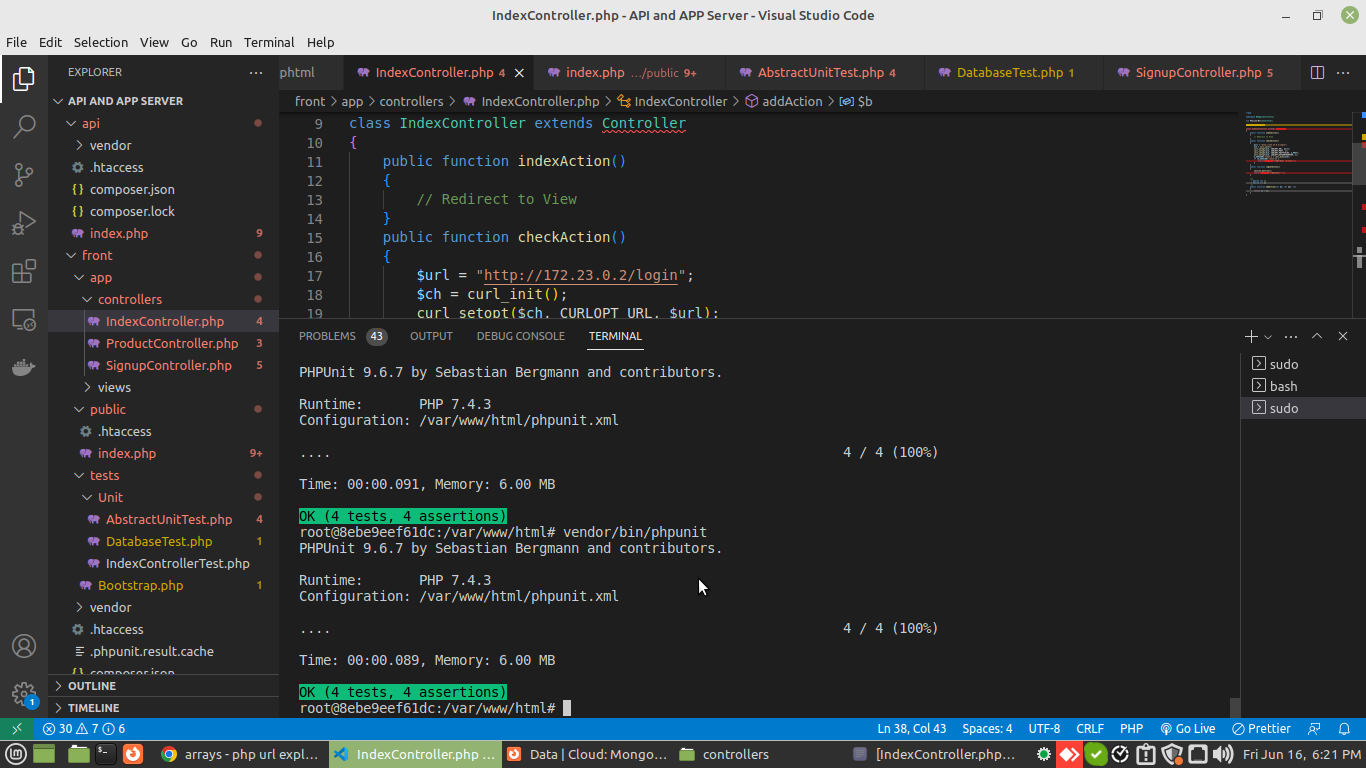 IndexController.php - API and APP Server - Visual Studio Code
File Edit Selection View Go Run Terminal Help
EXPLORER
phtml IndexController.php 4 index.php .../public 9+ AbstractUnitTest.php 4 DatabaseTest.php 1 SignupController.php 5
front > app > controllers > IndexController.php > IndexController > addAction > $b
API AND APP SERVER
api
vendor
.htaccess
composer.json
composer.lock
index.php 9
front
app
controllers
IndexController.php 4
ProductController.php 3
SignupController.php 5
views
public
.htaccess
index.php 9+
tests
Unit
AbstractUnitTest.php 4
DatabaseTest.php 1
IndexControllerTest.php
Bootstrap.php 1
vendor
.htaccess
.phpunit.result.cache
composer.json
OUTLINE
TIMELINE
9 class IndexController extends Controller
10 {
11 public function indexAction()
12 {
13 // Redirect to View
14 }
15 public function checkAction()
16 {
17 $url = "http://172.23.0.2/login";
18 $ch = curl_init();
19 curl_setopt($ch, CURLOPT_URL, $url);
PROBLEMS 43 OUTPUT DEBUG CONSOLE TERMINAL
sudo
bash
sudo
PHPUnit 9.6.7 by Sebastian Bergmann and contributors.
Runtime: PHP 7.4.3
Configuration: /var/www/html/phpunit.xml
.... 4 / 4 (100%)
Time: 00:00.091, Memory: 6.00 MB
OK (4 tests, 4 assertions)
root@8ebe9eef61dc:/var/www/html# vendor/bin/phpunit
PHPUnit 9.6.7 by Sebastian Bergmann and contributors.
Runtime: PHP 7.4.3
Configuration: /var/www/html/phpunit.xml
.... 4 / 4 (100%)
Time: 00:00.089, Memory: 6.00 MB
OK (4 tests, 4 assertions)
root@8ebe9eef61dc:/var/www/html#
1
30 7 6 Ln 38, Col 43 Spaces: 4 UTF-8 CRLF PHP Go Live Prettier
arrays - php url expl... IndexController.php ... Data | Cloud: Mongo... controllers [IndexController.php... Fri Jun 16, 6:21 PM